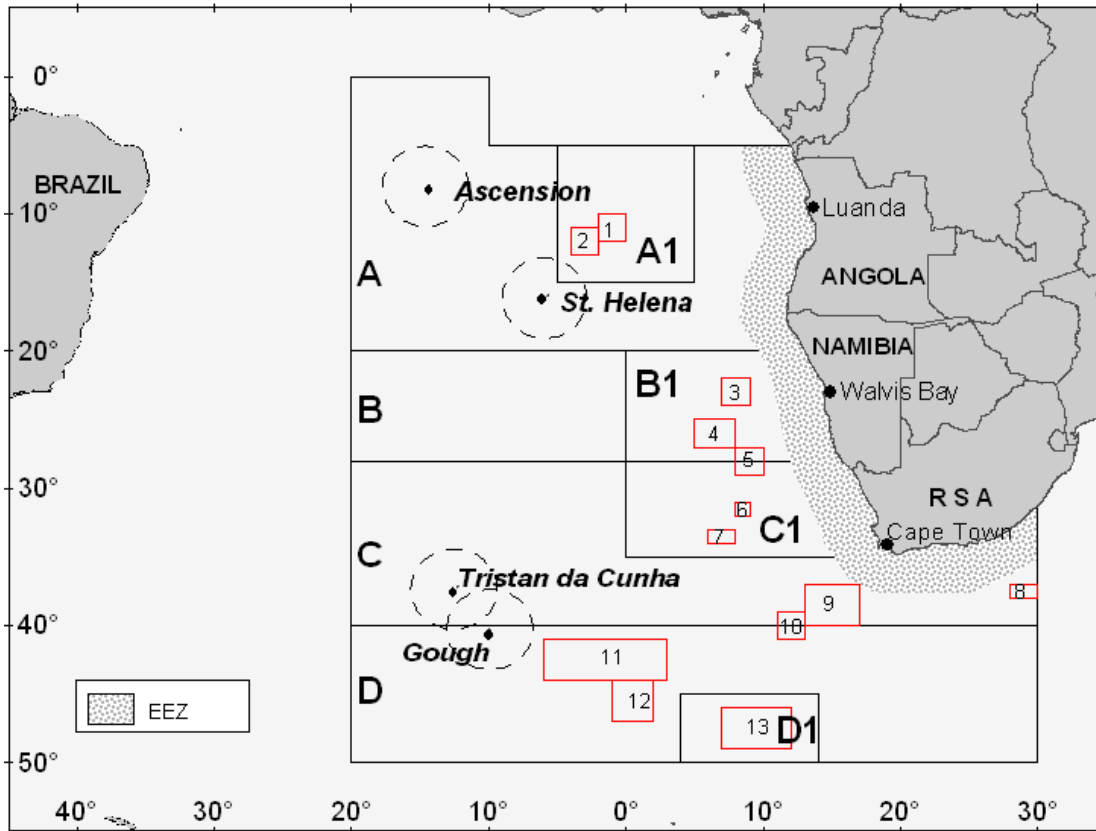 0°
BRAZIL
Ascension
10°
Luanda
1
2
A1
A
ANGOLA
St. Helena
20°
NAMIBIA
B1
3
Walvis Bay
B
4
5
30°
R S A
6
C1
7
Cape Town
C
Tristan da Cunha
8
9
40°
10
Gough
11
D
12
EEZ
13
D1
50°
40°
30°
20°
10°
0°
10°
20°
30°